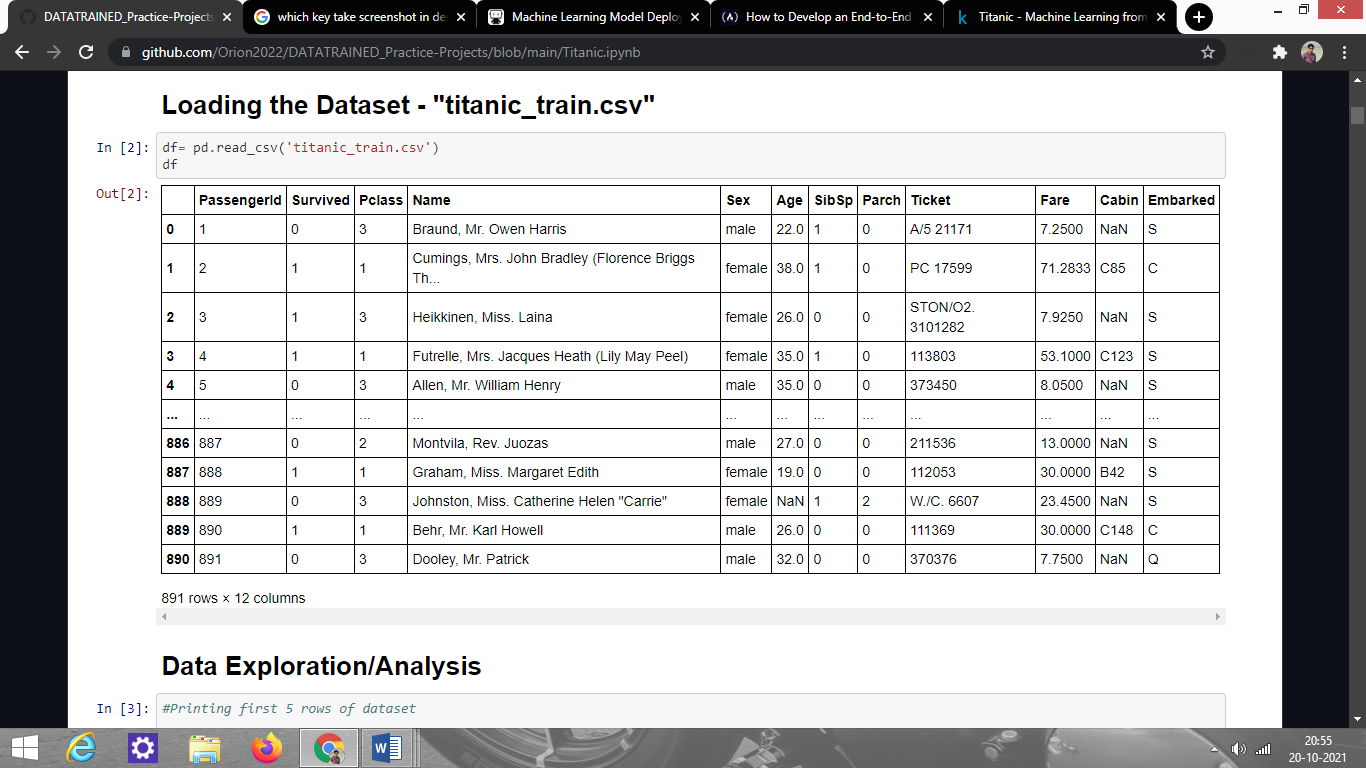 DATATRAINED_Practice-Projects
which key take screenshot in de
Machine Learning Model Deploy
How to Develop an End-to-End
Titanic - Machine Learning from
github.com/Orion2022/DATATRAINED_Practice-Projects/blob/main/Titanic.ipynb
Loading the Dataset - "titanic_train.csv"
In [2]: df= pd.read_csv('titanic_train.csv')
df
Out[2]:
PassengerId Survived Pclass Name Sex Age SibSp Parch Ticket Fare Cabin Embarked
0 1 0 3 Braund, Mr. Owen Harris male 22.0 1 0 A/5 21171 7.2500 NaN S
1 2 1 1 Cumings, Mrs. John Bradley (Florence Briggs Th... female 38.0 1 0 PC 17599 71.2833 C85 C
2 3 1 3 Heikkinen, Miss. Laina female 26.0 0 0 STON/O2. 3101282 7.9250 NaN S
3 4 1 1 Futrelle, Mrs. Jacques Heath (Lily May Peel) female 35.0 1 0 113803 53.1000 C123 S
4 5 0 3 Allen, Mr. William Henry male 35.0 0 0 373450 8.0500 NaN S
... ... ... ... ... ... ... ... ... ... ... ... ...
886 887 0 2 Montvila, Rev. Juozas male 27.0 0 0 211536 13.0000 NaN S
887 888 1 1 Graham, Miss. Margaret Edith female 19.0 0 0 112053 30.0000 B42 S
888 889 0 3 Johnston, Miss. Catherine Helen "Carrie" female NaN 1 2 W./C. 6607 23.4500 NaN S
889 890 1 1 Behr, Mr. Karl Howell male 26.0 0 0 111369 30.0000 C148 C
890 891 0 3 Dooley, Mr. Patrick male 32.0 0 0 370376 7.7500 NaN Q
891 rows × 12 columns
Data Exploration/Analysis
In [3]: #Printing first 5 rows of dataset
20:55
20-10-2021